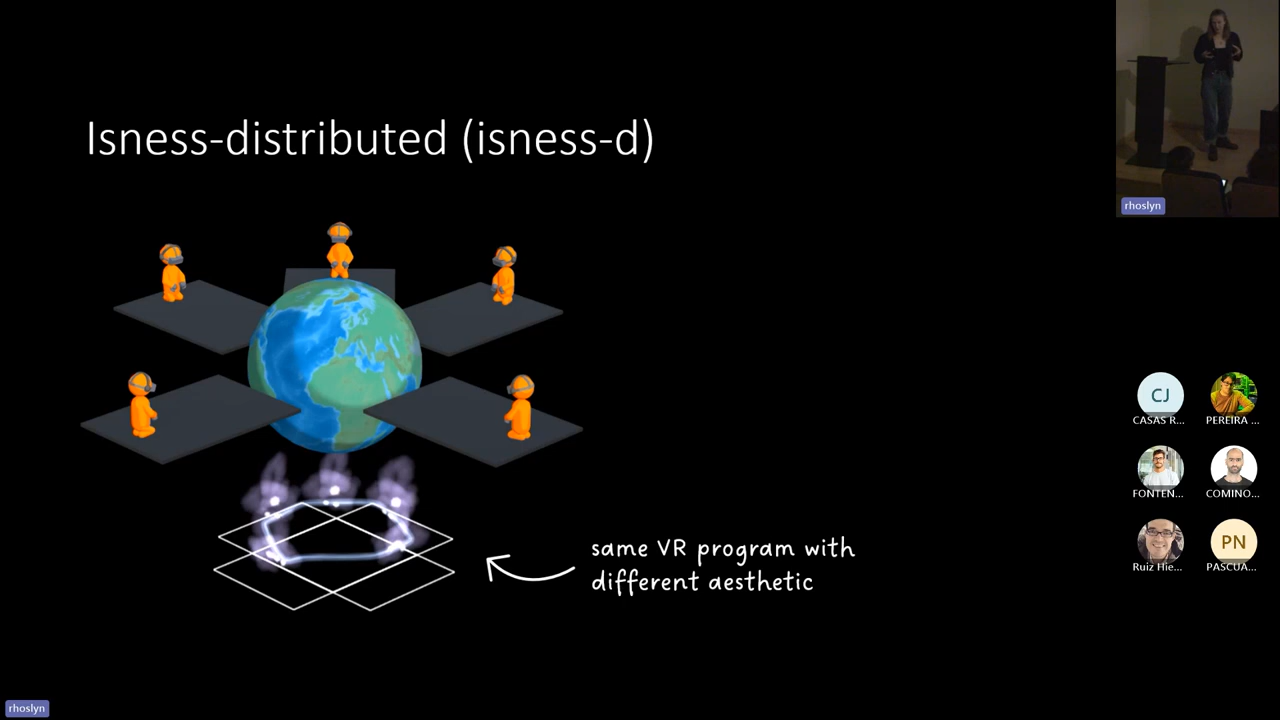 Isness-distributed (isness-d)
rhoslyn
CJ
CASAS R...
PEREIRA ...
FONTEN...
COMINO...
same VR program with
different aesthetic
PN
Ruiz Hie...
PASCUA...
rhoslyn